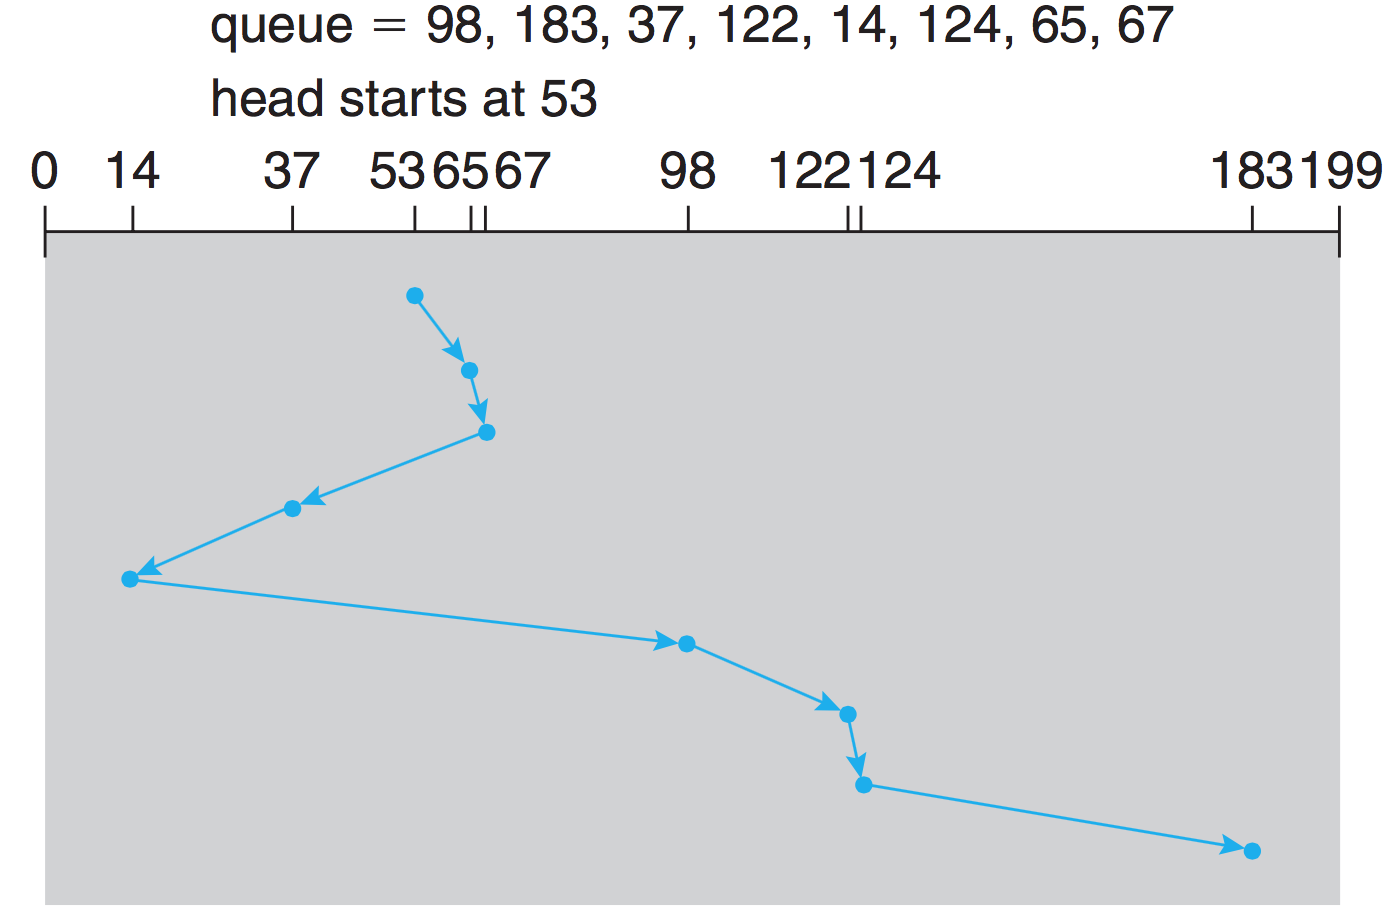 queue = 98, 183, 37, 122, 14, 124, 65, 67
head starts at 53
0 14 37 53 65 67 98 122 124 183 199